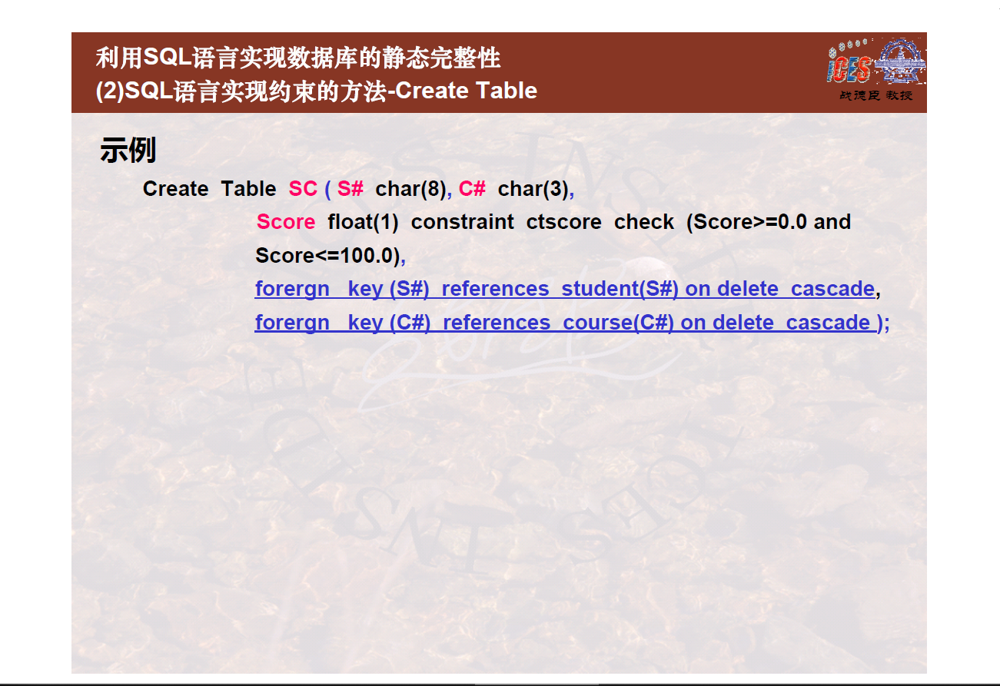 利用SQL语言实现数据库的静态完整性
(2)SQL语言实现约束的方法-Create Table
iCES
战德臣 教授
示例
Create Table SC ( S# char(8), C# char(3),
Score float(1) constraint ctscore check (Score>=0.0 and
Score<=100.0),
forergn key (S#) references student(S#) on delete cascade,
forergn key (C#) references course(C#) on delete cascade );